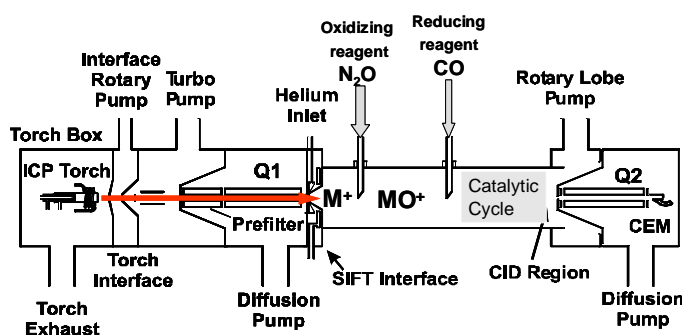 Oxidizing
reagent
N₂O
Reducing
reagent
CO
Interface
Rotary
Pump
Turbo
Pump
Helium
Inlet
Rotary Lobe
Pump
Torch Box
ICP Torch
Q1
Prefilter
M⁺
MO⁺
Catalytic
Cycle
Q2
CEM
Torch
Interface
SIFT Interface
CID Region
Torch
Exhaust
Diffusion
Pump
Diffusion
Pump